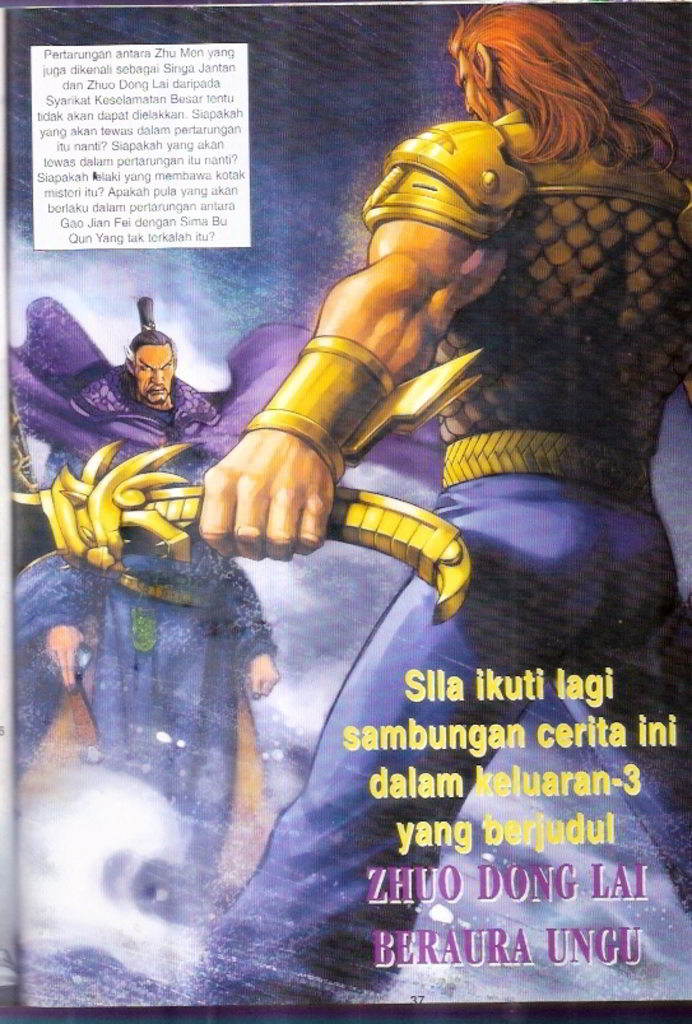 Pertarungan antara Zhu Men yang
juga dikenali sebagai Singa Jantan
dan Zhuo Dong Lai daripada
Syarikat Keselamatan Besar tentu
tidak akan dapat dielakkan. Siapakah
yang akan tewas dalam pertarungan
itu nanti? Siapakah yang akan
tewas dalam pertarungan itu nanti?
Siapakah lelaki yang membawa kotak
misteri itu? Apakah pula yang akan
berlaku dalam pertarungan antara
Gao Jian Fei dengan Sima Bu
Qun Yang tak terkalah itu?
Slla ikuti lagi
sambungan cerita ini
dalam keluaran-3
yang berjudul
ZHUO DONG LAI
BERAURA UNGU
37